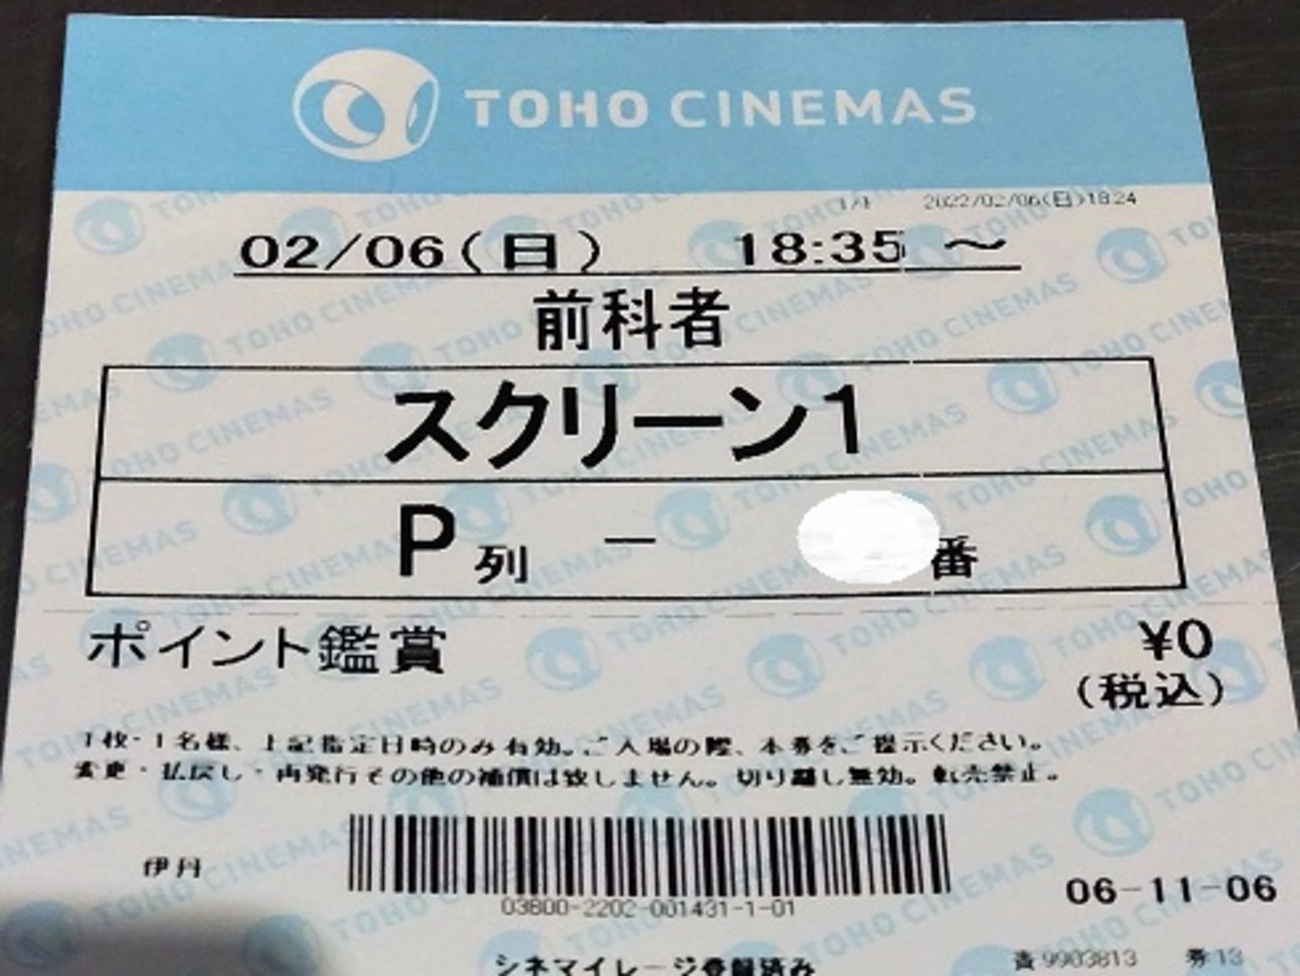 TOHO CINEMAS
1/1 2022/02/06(日)18:24
02/06(日) 18:35 ～
前科者
スクリーン1
P列 － 番
ポイント鑑賞 ¥0
(税込)
1枚・1名様、上記指定日時のみ有効。ご入場の際、本券をご提示ください。
変更・払戻し・再発行その他の補償は致しません。切り離し無効。転売禁止。
伊丹
03800-2202-001431-1-01
06-11-06
シネマイレージ登録済み
9903813 券13